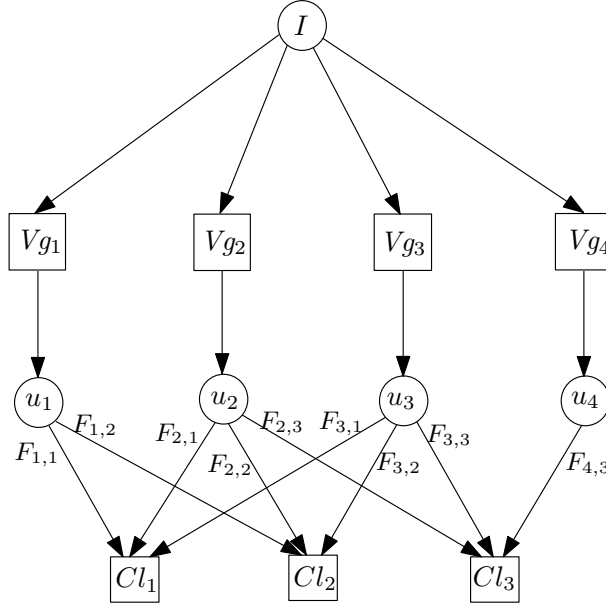 I
Vg₁ Vg₂ Vg₃ Vg₄
u₁ u₂ u₃ u₄
F₁,₁ F₁,₂ F₂,₁ F₂,₂ F₂,₃ F₃,₁ F₃,₂ F₃,₃ F₄,₃
Cl₁ Cl₂ Cl₃